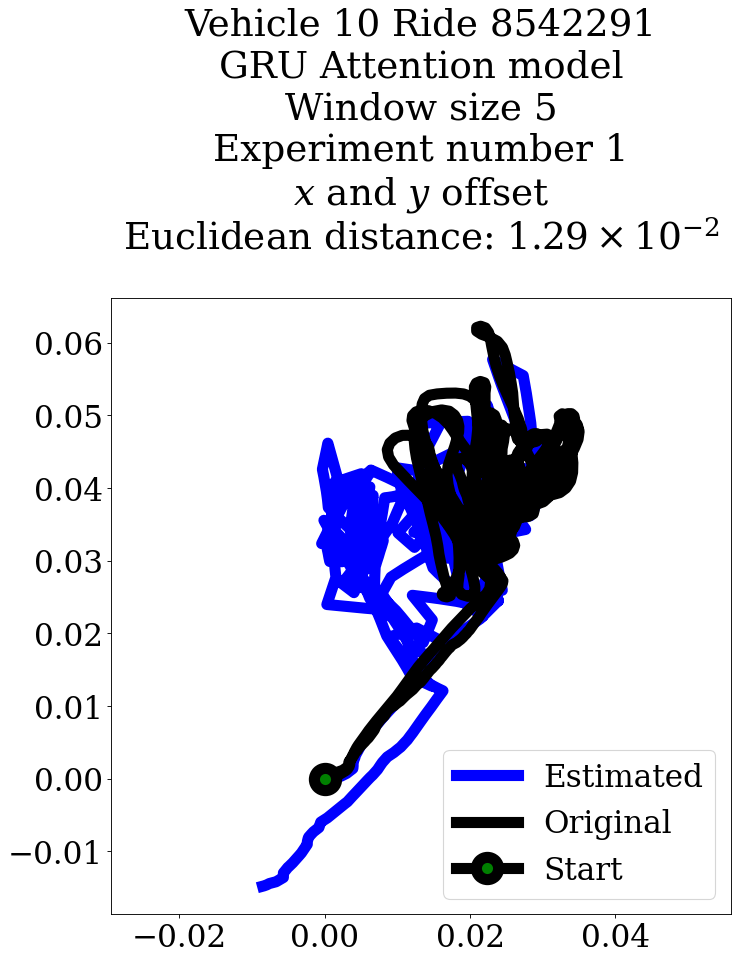 Vehicle 10 Ride 8542291
GRU Attention model
Window size 5
Experiment number 1
x and y offset
Euclidean distance: 1.29 × 10⁻²
0.06
0.05
0.04
0.03
0.02
0.01
0.00
−0.01
Estimated
Original
Start
−0.02 0.00 0.02 0.04